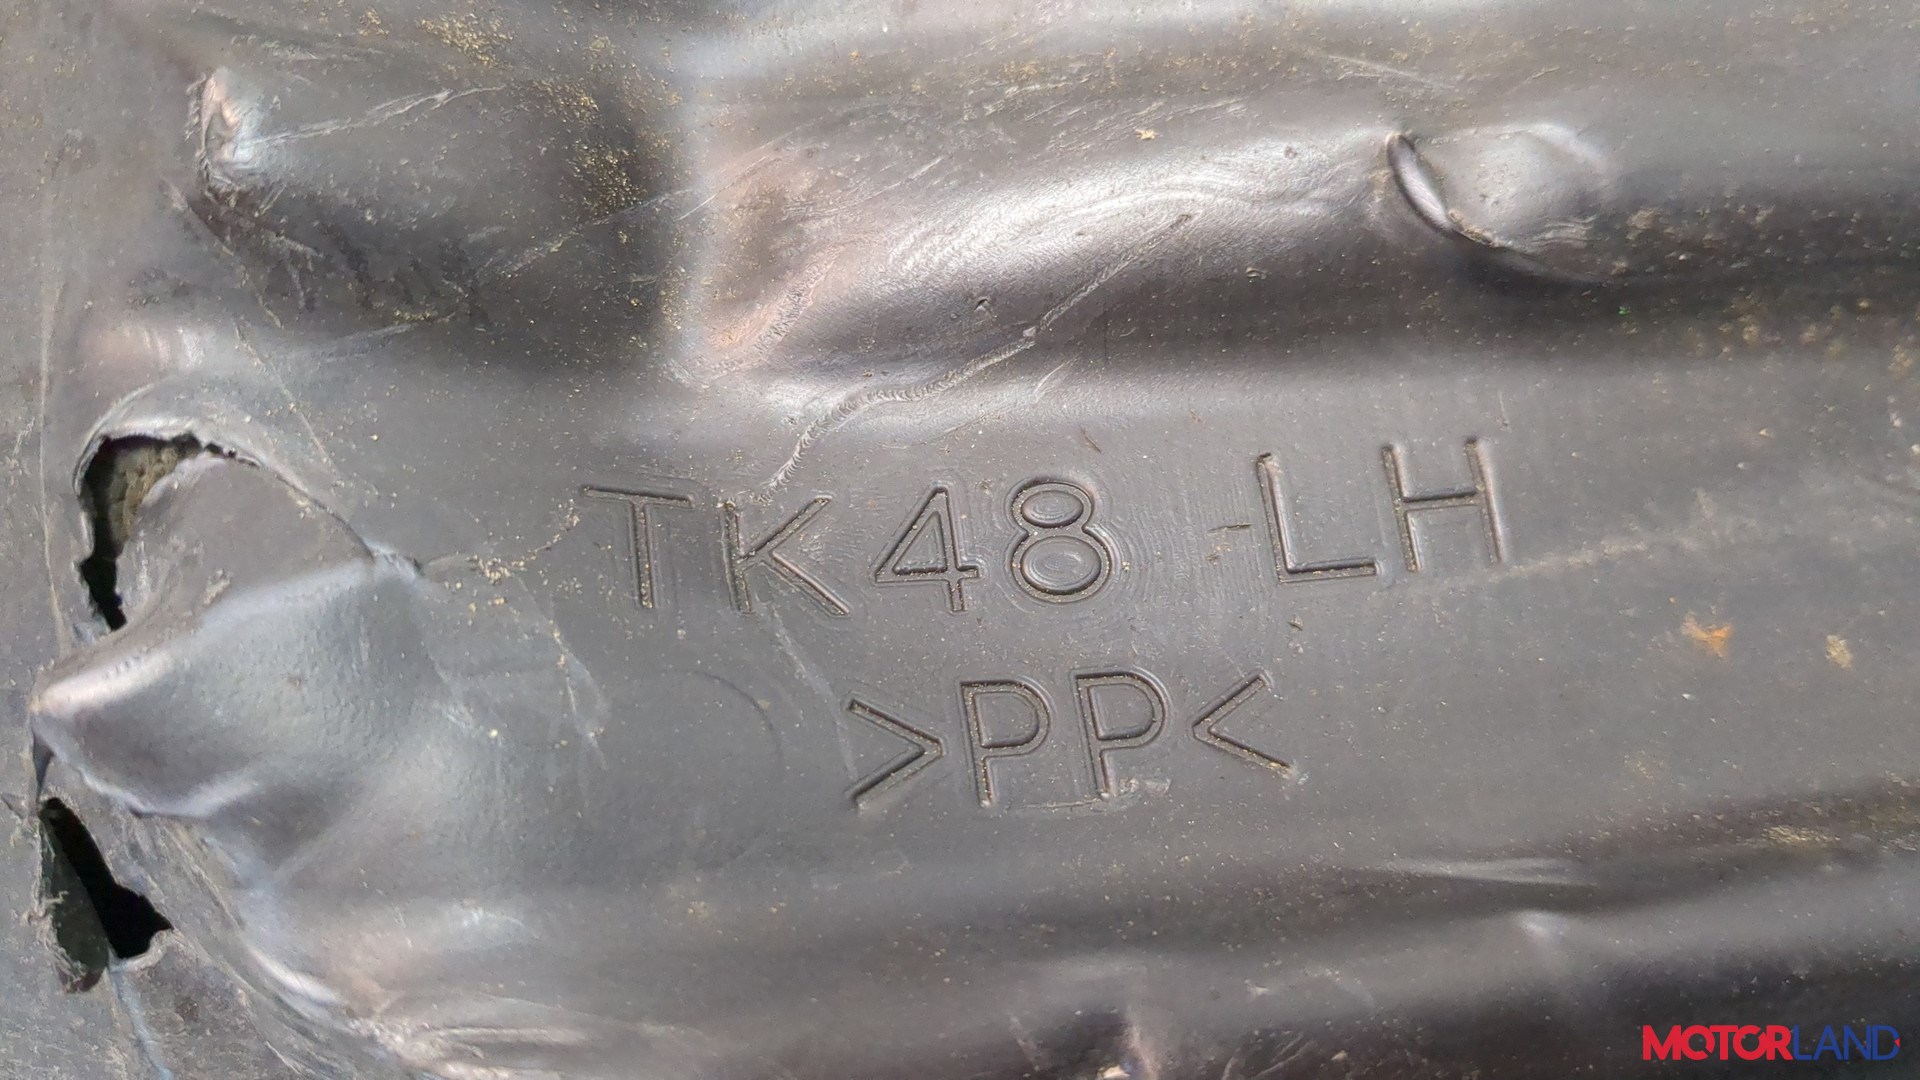 TK48 LH
>PP<
MOTORLAND